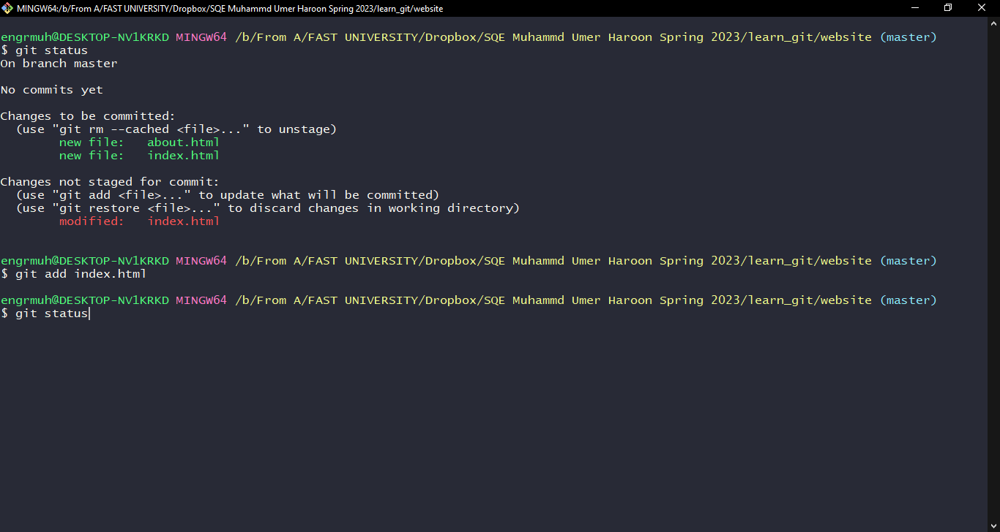 MINGW64:/b/From A/FAST UNIVERSITY/Dropbox/SQE Muhammd Umer Haroon Spring 2023/learn_git/website
engrmuh@DESKTOP-NV1KRKD MINGW64 /b/From A/FAST UNIVERSITY/Dropbox/SQE Muhammd Umer Haroon Spring 2023/learn_git/website (master)
$ git status
On branch master
No commits yet
Changes to be committed:
  (use "git rm --cached <file>..." to unstage)
        new file:   about.html
        new file:   index.html
Changes not staged for commit:
  (use "git add <file>..." to update what will be committed)
  (use "git restore <file>..." to discard changes in working directory)
        modified:   index.html
engrmuh@DESKTOP-NV1KRKD MINGW64 /b/From A/FAST UNIVERSITY/Dropbox/SQE Muhammd Umer Haroon Spring 2023/learn_git/website (master)
$ git add index.html
engrmuh@DESKTOP-NV1KRKD MINGW64 /b/From A/FAST UNIVERSITY/Dropbox/SQE Muhammd Umer Haroon Spring 2023/learn_git/website (master)
$ git status